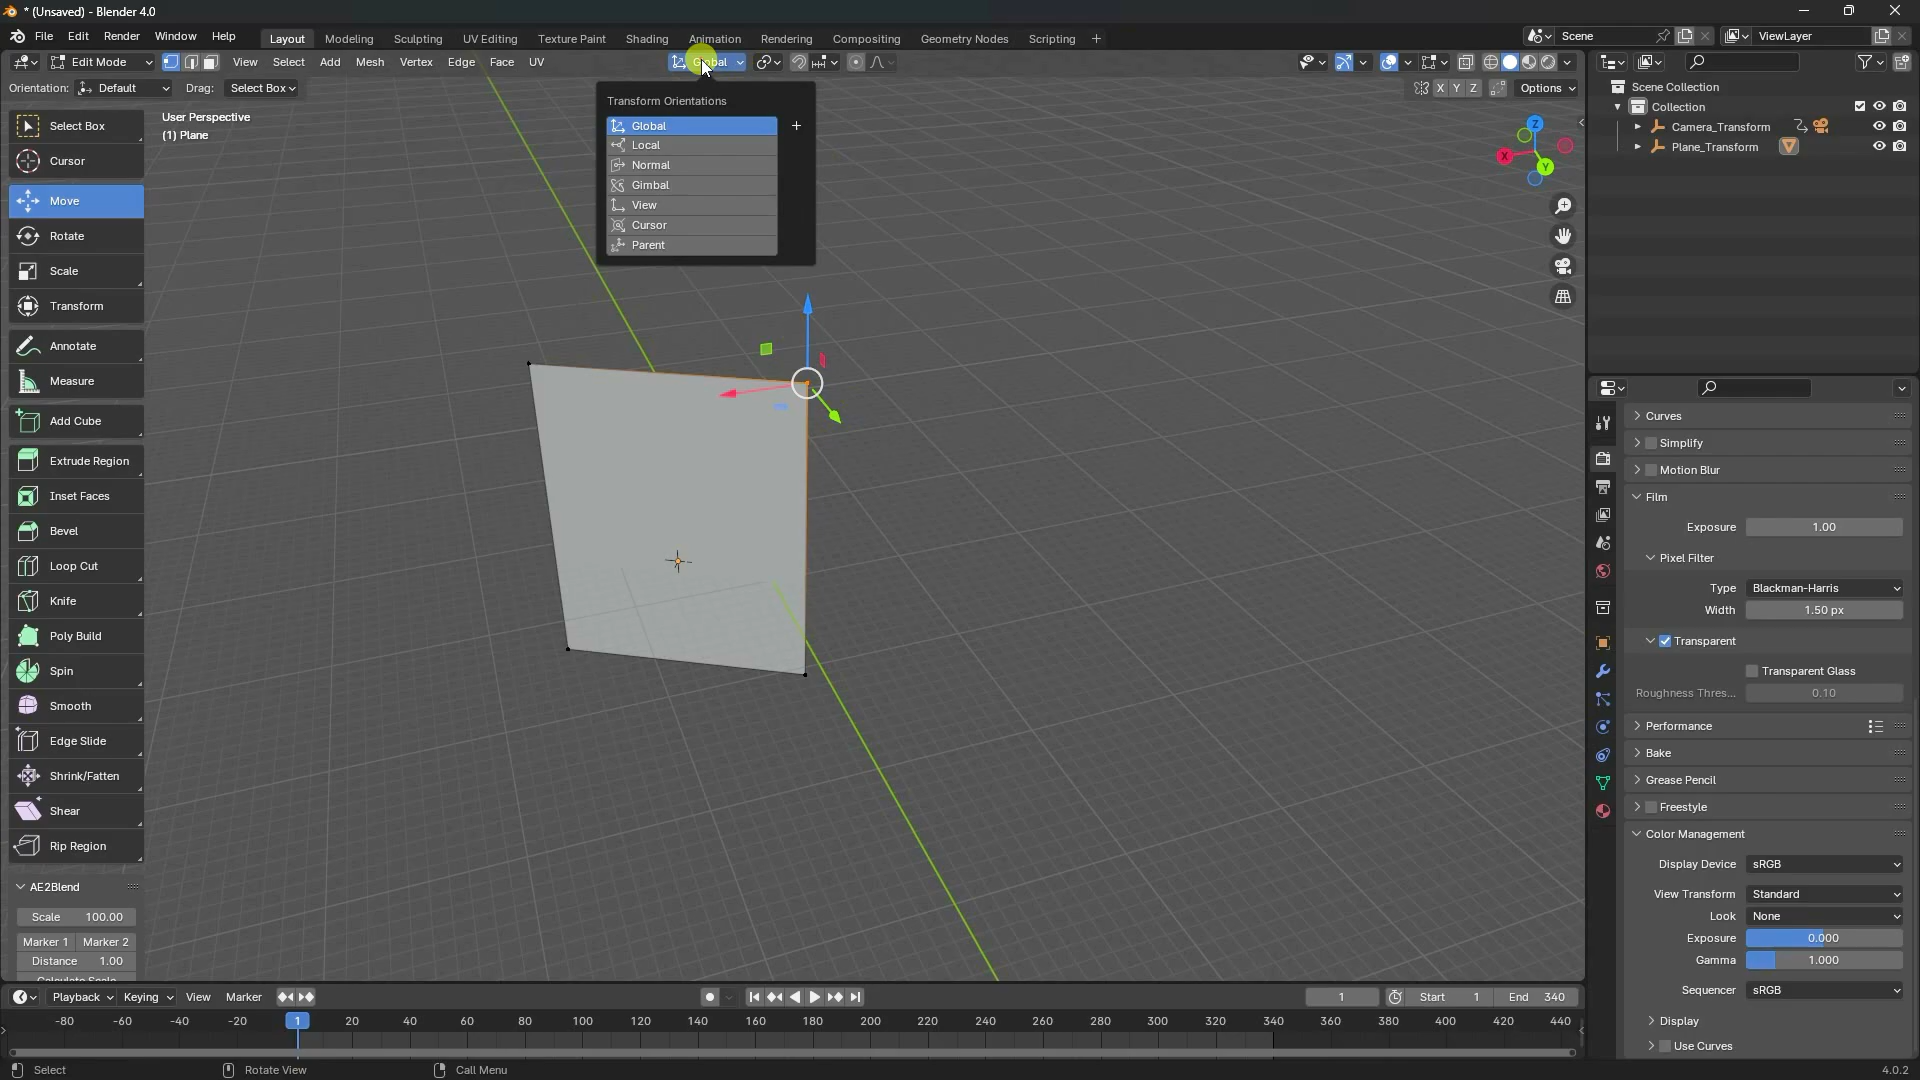 * (Unsaved) - Blender 4.0
File Edit Render Window Help
Layout Modeling Sculpting UV Editing Texture Paint Shading Animation Rendering Compositing Geometry Nodes Scripting +
Scene
ViewLayer
Edit Mode
View Select Add Mesh Vertex Edge Face UV
Global
Orientation: Default Drag: Select Box
X Y Z
Options
User Perspective
(1) Plane
Transform Orientations
Global
Local
Normal
Gimbal
View
Cursor
Parent
Select Box
Cursor
Move
Rotate
Scale
Transform
Annotate
Measure
Add Cube
Extrude Region
Inset Faces
Bevel
Loop Cut
Knife
Poly Build
Spin
Smooth
Edge Slide
Shrink/Fatten
Shear
Rip Region
AE2Blend
Scale 100.00
Marker 1 Marker 2
Distance 1.00
Calculate Scale
Z
X
Y
Scene Collection
Collection
Camera_Transform
Plane_Transform
Curves
Simplify
Motion Blur
Film
Exposure 1.00
Pixel Filter
Type Blackman-Harris
Width 1.50 px
Transparent
Transparent Glass
Roughness Thres... 0.10
Performance
Bake
Grease Pencil
Freestyle
Color Management
Display Device sRGB
View Transform Standard
Look None
Exposure 0.000
Gamma 1.000
Sequencer sRGB
Display
Use Curves
Playback Keying View Marker
1
Start 1
End 340
-80 -60 -40 -20 1 20 40 60 80 100 120 140 160 180 200 220 240 260 280 300 320 340 360 380 400 420 440
Select
Rotate View
Call Menu
4.0.2